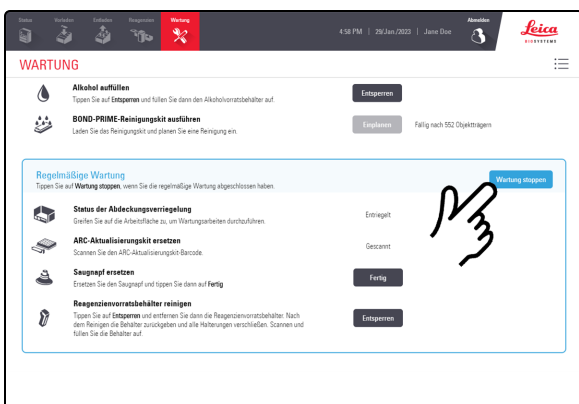 Status Vorladen Entladen Reagenzien Wartung
4:58 PM | 29/Jan./2023 | Jane Doe
Abmelden
Leica
BIOSYSTEMS
WARTUNG
Alkohol auffüllen
Tippen Sie auf Entsperren und füllen Sie dann den Alkoholvorratsbehälter auf.
Entsperren
BOND-PRIME-Reinigungskit ausführen
Laden Sie das Reinigungskit und planen Sie eine Reinigung ein.
Einplanen
Fällig nach 552 Objektträgern
Regelmäßige Wartung
Tippen Sie auf Wartung stoppen, wenn Sie die regelmäßige Wartung abgeschlossen haben.
Wartung stoppen
Status der Abdeckungsverriegelung
Greifen Sie auf die Arbeitsfläche zu, um Wartungsarbeiten durchzuführen.
Entriegelt
ARC-Aktualisierungskit ersetzen
Scannen Sie den ARC-Aktualisierungskit-Barcode.
Gescannt
Saugnapf ersetzen
Ersetzen Sie den Saugnapf und tippen Sie dann auf Fertig
Fertig
Reagenzienvorratsbehälter reinigen
Tippen Sie auf Entsperren und entfernen Sie dann die Reagenzienvorratsbehälter. Nach
dem Reinigen die Behälter zurückgeben und alle Halterungen verschließen. Scannen und
füllen Sie die Behälter auf.
Entsperren